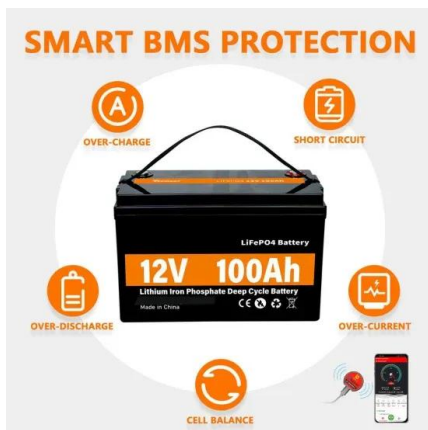 SMART BMS PROTECTION
A
OVER-CHARGE
SHORT CIRCUIT
LiFePO4 Battery
12V 100Ah
Lithium Iron Phosphate Deep Cycle Battery
Made in China
CE
OVER-DISCHARGE
OVER-CURRENT
CELL BALANCE